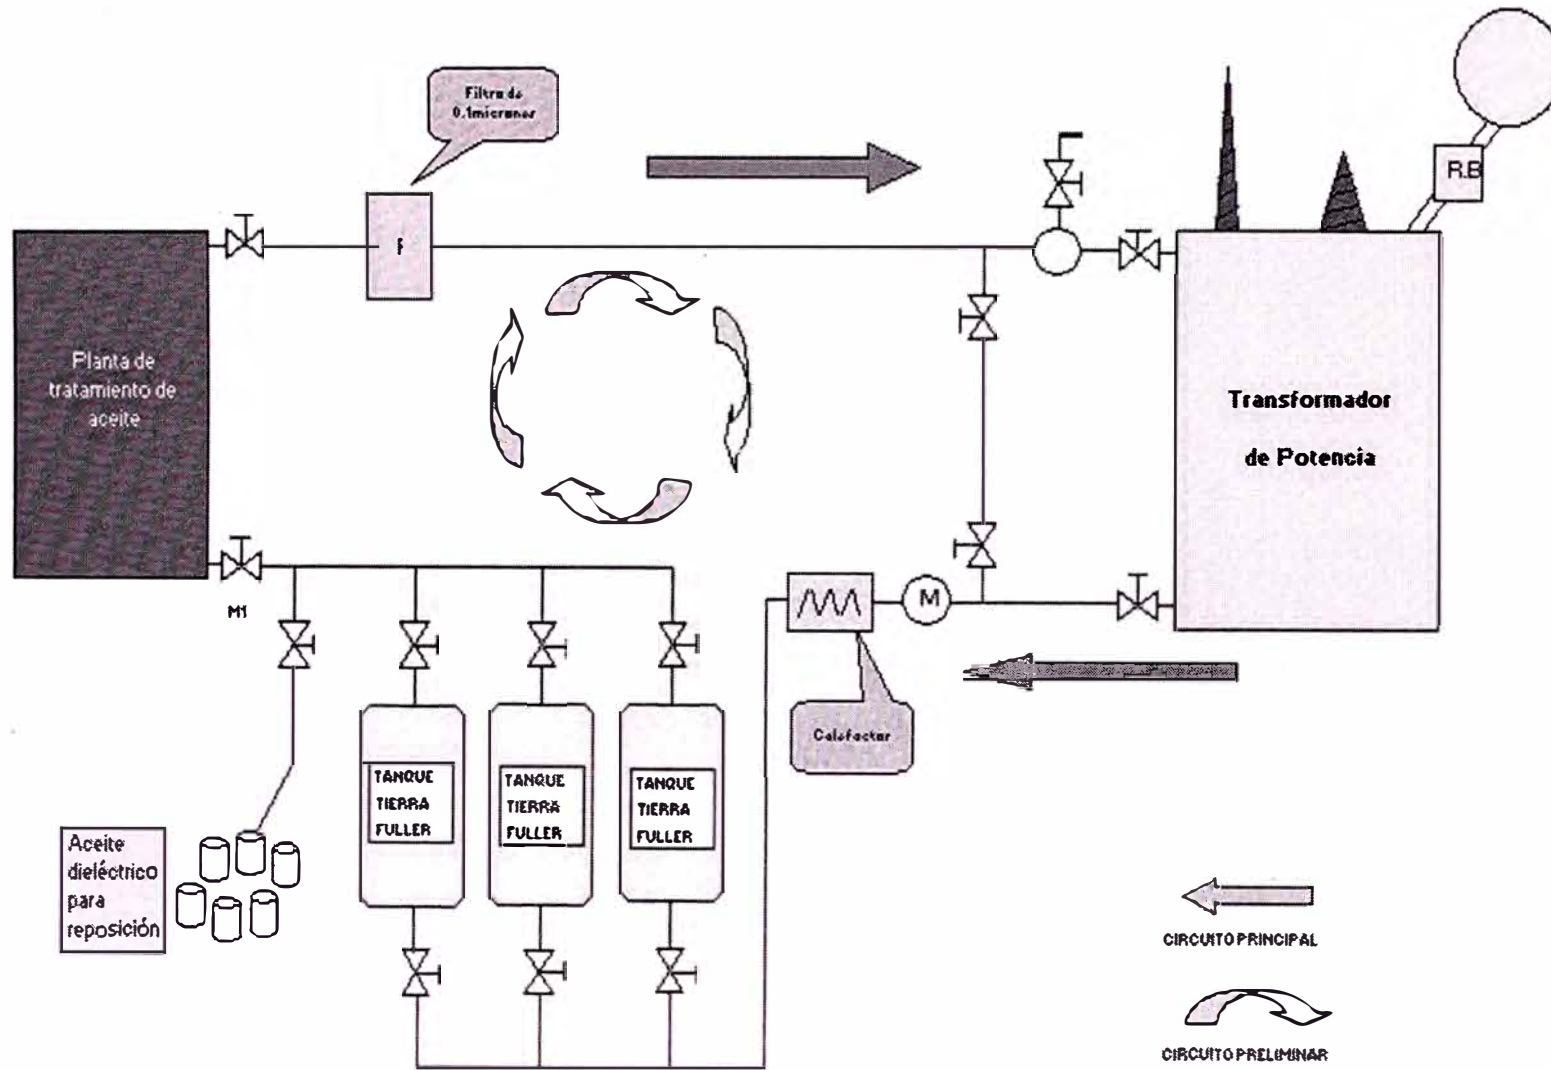 Filtro de
0.1micrones
R.B
F
Planta de
tratamiento de
aceite
Transformador
de Potencia
M1
M
Calefactor
TANQUE
TIERRA
FULLER
TANQUE
TIERRA
FULLER
TANQUE
TIERRA
FULLER
Aceite
dieléctrico
para
reposición
CIRCUITO PRINCIPAL
CIRCUITO PRELIMINAR